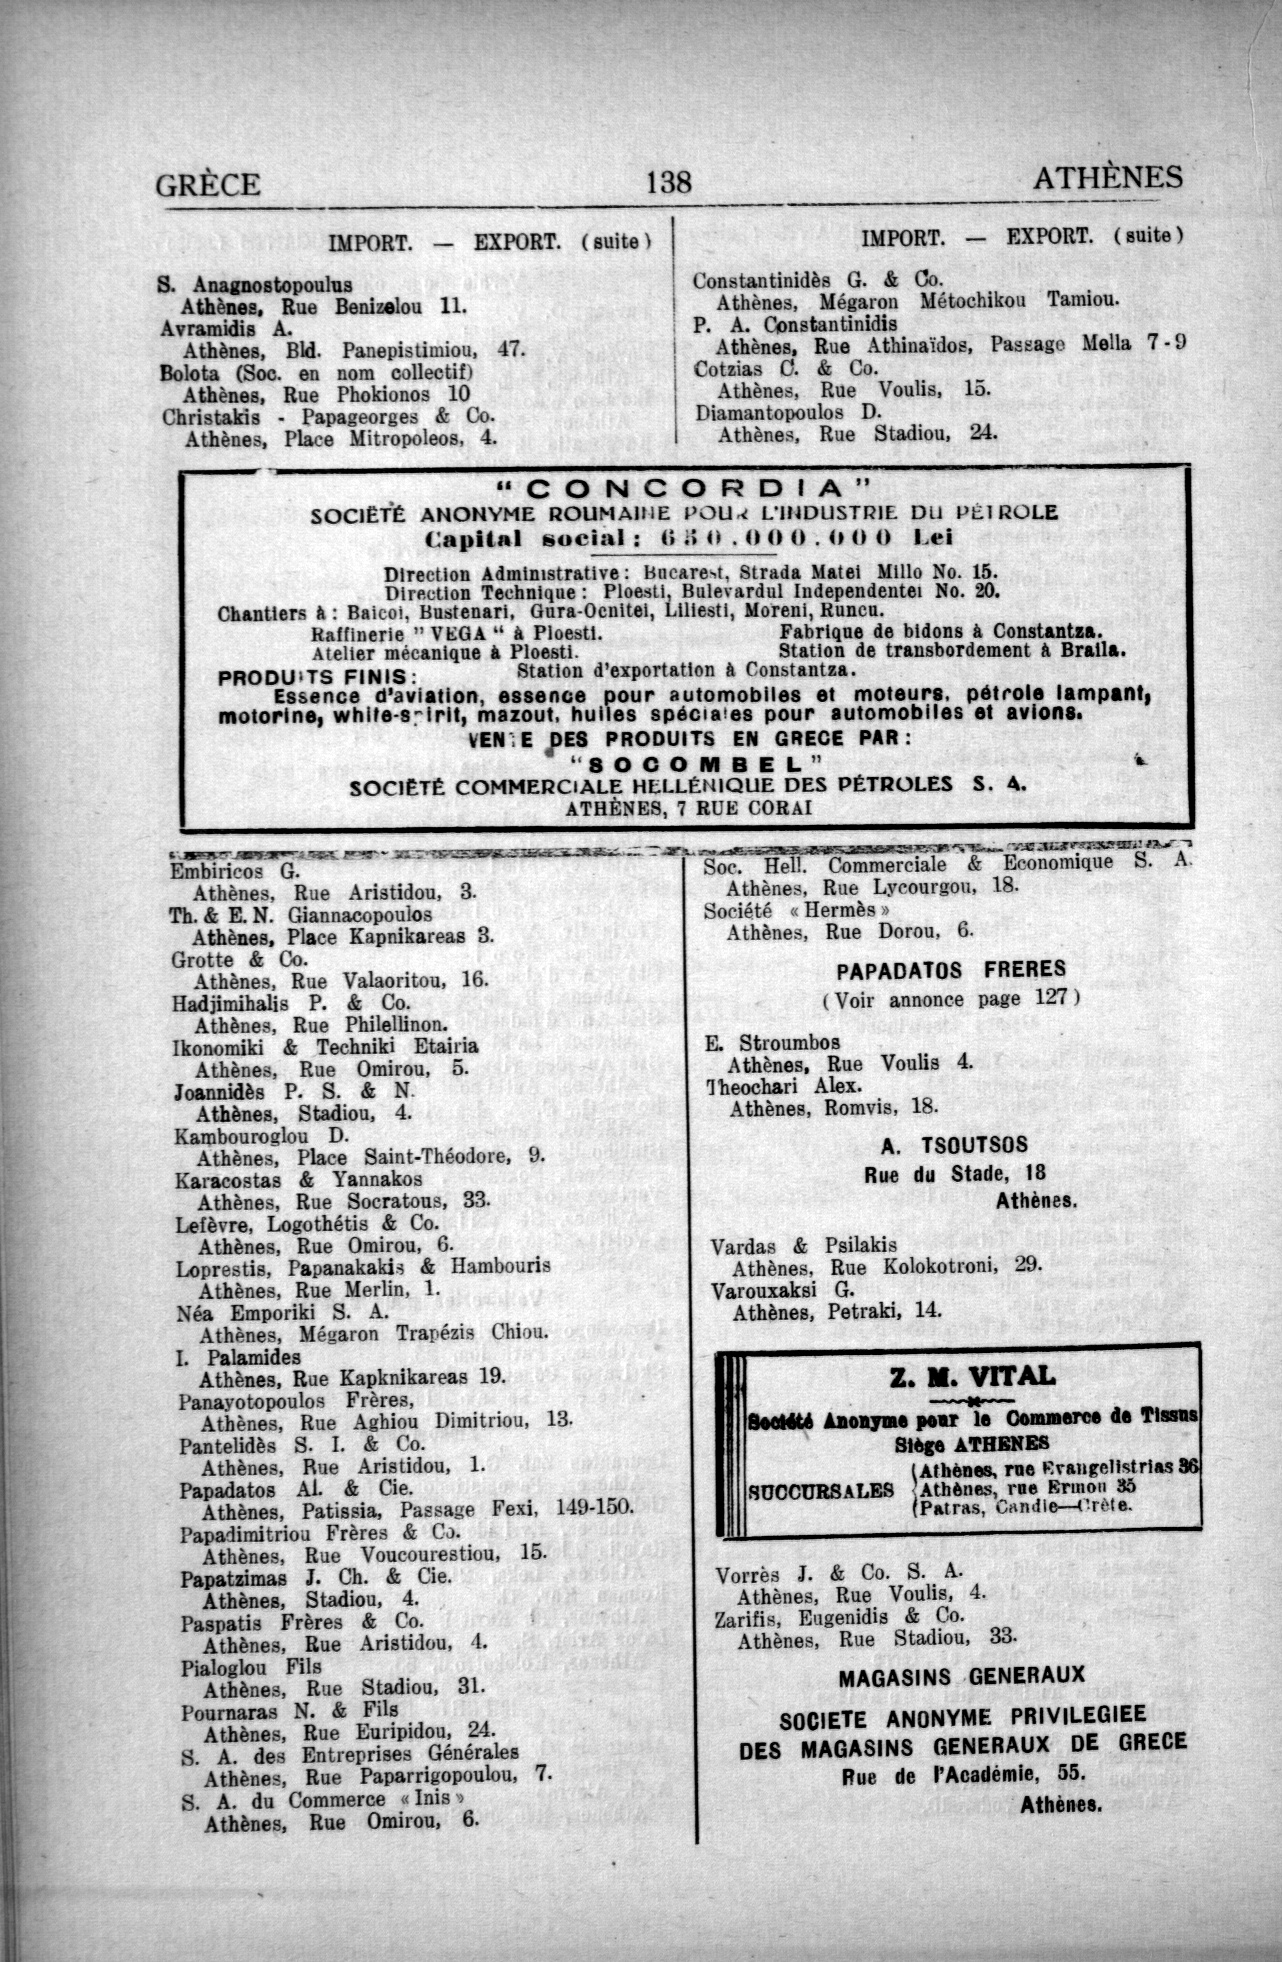 GRÈCE 138 ATHÈNES
IMPORT. — EXPORT. (suite)
S. Anagnostopoulus
Athènes, Rue Benizelou 11.
Avramidis A.
Athènes, Bld. Panepistimiou, 47.
Bolota (Soc. en nom collectif)
Athènes, Rue Phokionos 10
Christakis - Papageorges & Co.
Athènes, Place Mitropoleos, 4.
IMPORT. — EXPORT. (suite)
Constantinidès G. & Co.
Athènes, Mégaron Métochikou Tamiou.
P. A. Constantinidis
Athènes, Rue Athinaïdos, Passage Mella 7-9
Cotzias C. & Co.
Athènes, Rue Voulis, 15.
Diamantopoulos D.
Athènes, Rue Stadiou, 24.
"CONCORDIA"
SOCIÉTÉ ANONYME ROUMAINE POUR L'INDUSTRIE DU PÉTROLE
Capital social: 650.000.000 Lei
Direction Administrative: Bucarest, Strada Matei Millo No. 15.
Direction Technique: Ploesti, Bulevardul Independentei No. 20.
Chantiers à: Baicoi, Bustenari, Gura-Ocnitei, Liliesti, Moreni, Runcu.
Raffinerie "VEGA" à Ploesti. Fabrique de bidons à Constantza.
Atelier mécanique à Ploesti. Station de transbordement à Braila.
PRODUITS FINIS: Station d'exportation à Constantza.
Essence d'aviation, essence pour automobiles et moteurs, pétrole lampant,
motorine, white-spirit, mazout, huiles spéciales pour automobiles et avions.
VENTE DES PRODUITS EN GRECE PAR:
"SOCOMBEL"
SOCIÉTÉ COMMERCIALE HELLÉNIQUE DES PÉTROLES S. A.
ATHÈNES, 7 RUE CORAI
Embiricos G.
Athènes, Rue Aristidou, 3.
Th. & E. N. Giannacopoulos
Athènes, Place Kapnikareas 3.
Grotte & Co.
Athènes, Rue Valaoritou, 16.
Hadjimihalis P. & Co.
Athènes, Rue Philellinon.
Ikonomiki & Techniki Etairia
Athènes, Rue Omirou, 5.
Joannidès P. S. & N.
Athènes, Stadiou, 4.
Kambouroglou D.
Athènes, Place Saint-Théodore, 9.
Karacostas & Yannakos
Athènes, Rue Socratous, 33.
Lefèvre, Logothétis & Co.
Athènes, Rue Omirou, 6.
Loprestis, Papanakakis & Hambouris
Athènes, Rue Merlin, 1.
Néa Emporiki S. A.
Athènes, Mégaron Trapézis Chiou.
I. Palamides
Athènes, Rue Kapknikareas 19.
Panayotopoulos Frères,
Athènes, Rue Aghiou Dimitriou, 13.
Pantelidès S. I. & Co.
Athènes, Rue Aristidou, 1.
Papadatos Al. & Cie.
Athènes, Patissia, Passage Fexi, 149-150.
Papadimitriou Frères & Co.
Athènes, Rue Voucourestiou, 15.
Papatzimas J. Ch. & Cie.
Athènes, Stadiou, 4.
Paspatis Frères & Co.
Athènes, Rue Aristidou, 4.
Pialoglou Fils
Athènes, Rue Stadiou, 31.
Pournaras N. & Fils
Athènes, Rue Euripidou, 24.
S. A. des Entreprises Générales
Athènes, Rue Paparrigopoulou, 7.
S. A. du Commerce «Inis»
Athènes, Rue Omirou, 6.
Soc. Hell. Commerciale & Economique S. A.
Athènes, Rue Lycourgou, 18.
Société «Hermès»
Athènes, Rue Dorou, 6.
PAPADATOS FRERES
(Voir annonce page 127)
E. Stroumbos
Athènes, Rue Voulis 4.
Theochari Alex.
Athènes, Romvis, 18.
A. TSOUTSOS
Rue du Stade, 18
Athènes.
Vardas & Psilakis
Athènes, Rue Kolokotroni, 29.
Varouxaksi G.
Athènes, Petraki, 14.
Z. M. VITAL
Société Anonyme pour le Commerce de Tissus
Siège ATHENES
SUCCURSALES
Athènes, rue Evangelistrias 36
Athènes, rue Ermou 35
Patras, Candie—Crète.
Vorrès J. & Co. S. A.
Athènes, Rue Voulis, 4.
Zarifis, Eugenidis & Co.
Athènes, Rue Stadiou, 33.
MAGASINS GENERAUX
SOCIETE ANONYME PRIVILEGIEE
DES MAGASINS GENERAUX DE GRECE
Rue de l'Académie, 55.
Athènes.